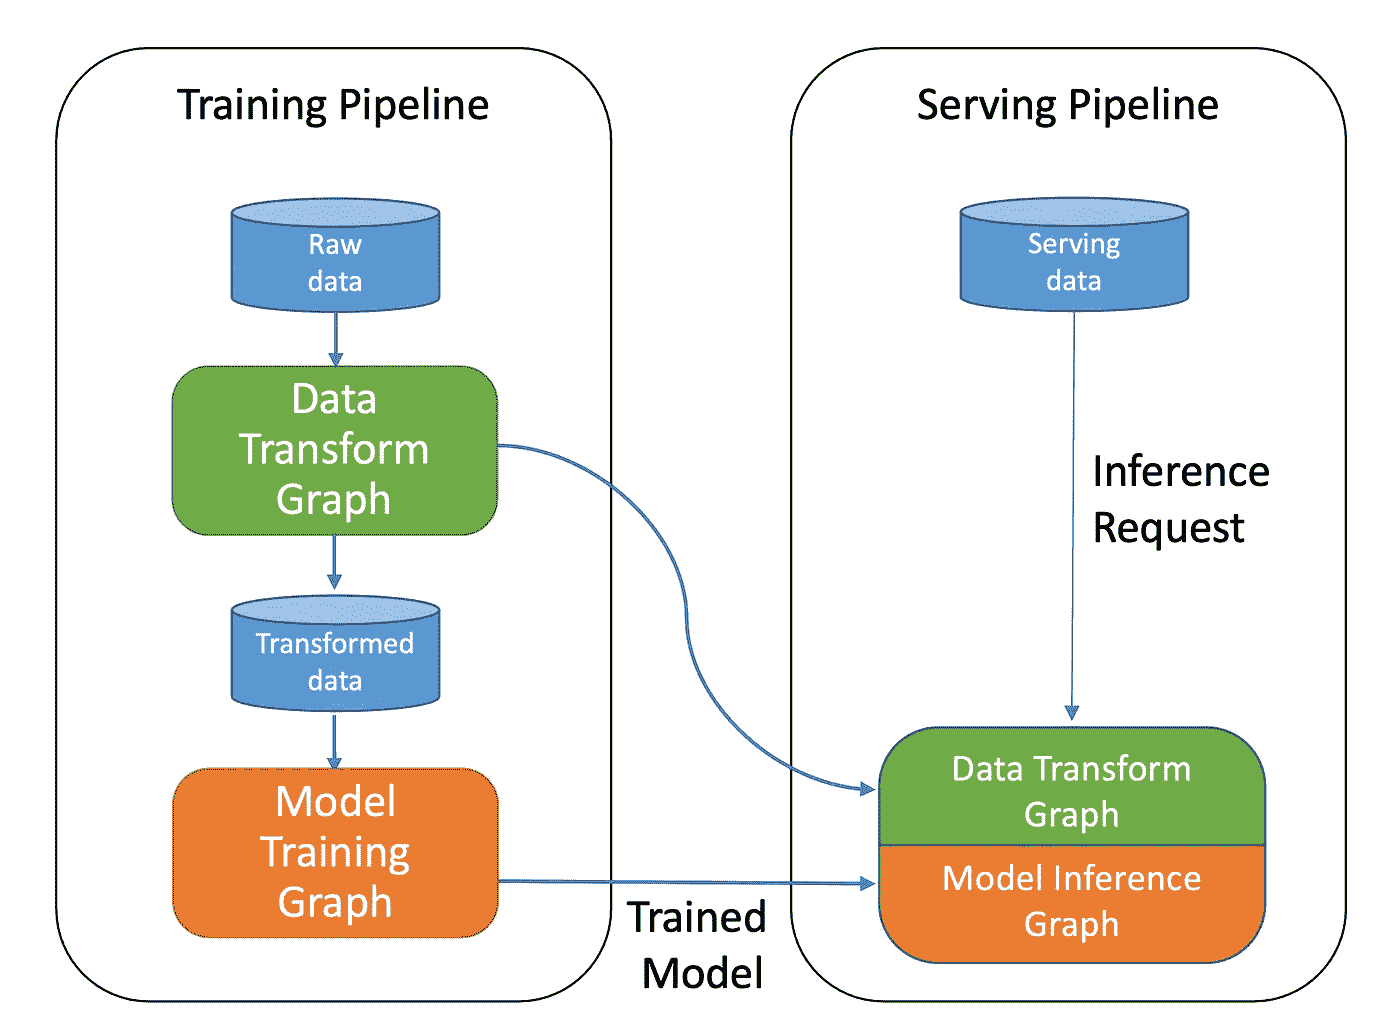 Training Pipeline
Raw
data
Data
Transform
Graph
Transformed
data
Model
Training
Graph
Trained
Model
Serving Pipeline
Serving
data
Inference
Request
Data Transform
Graph
Model Inference
Graph